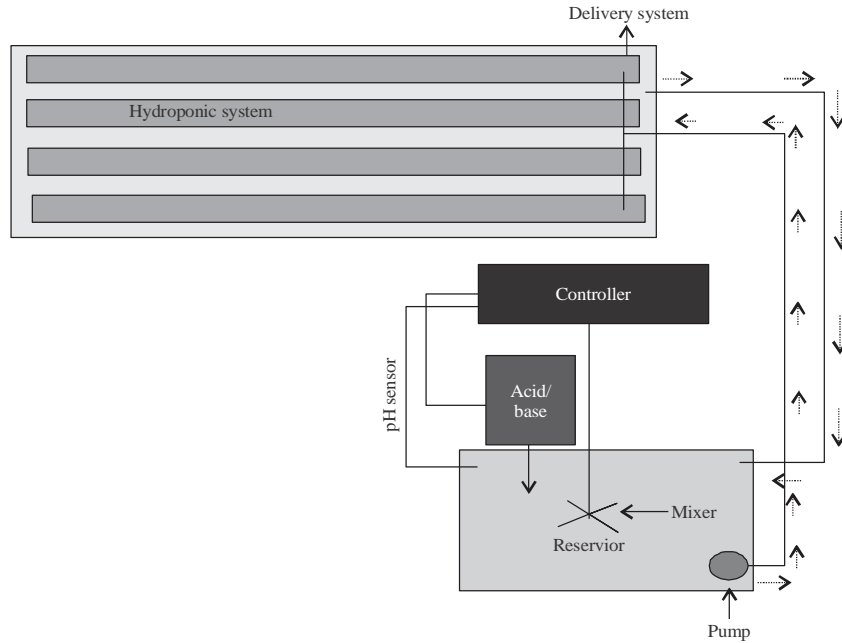 Delivery system
Hydroponic system
Controller
pH sensor
Acid/
base
Mixer
Reservior
Pump